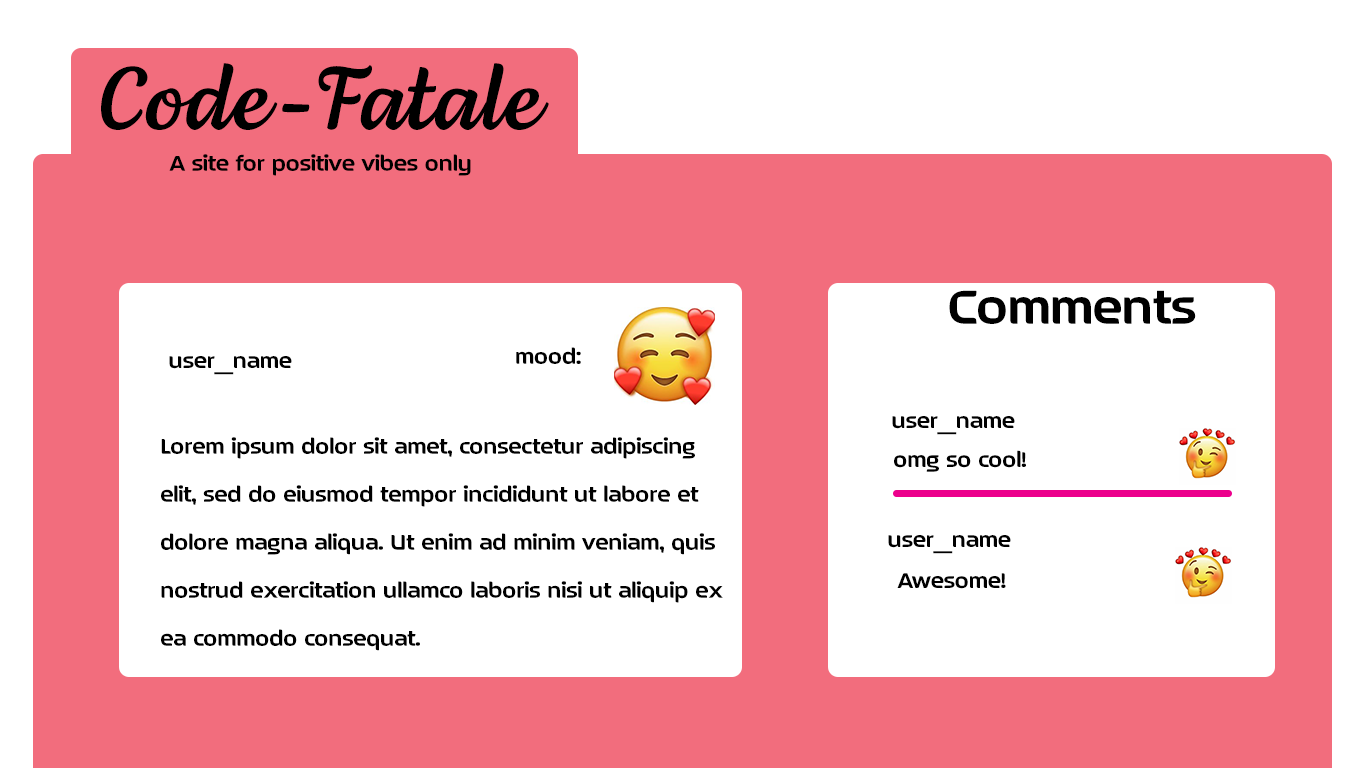 Code-Fatale
A site for positive vibes only
user_name
mood:
Lorem ipsum dolor sit amet, consectetur adipiscing
elit, sed do eiusmod tempor incididunt ut labore et
dolore magna aliqua. Ut enim ad minim veniam, quis
nostrud exercitation ullamco laboris nisi ut aliquip ex
ea commodo consequat.
Comments
user_name
omg so cool!
user_name
Awesome!